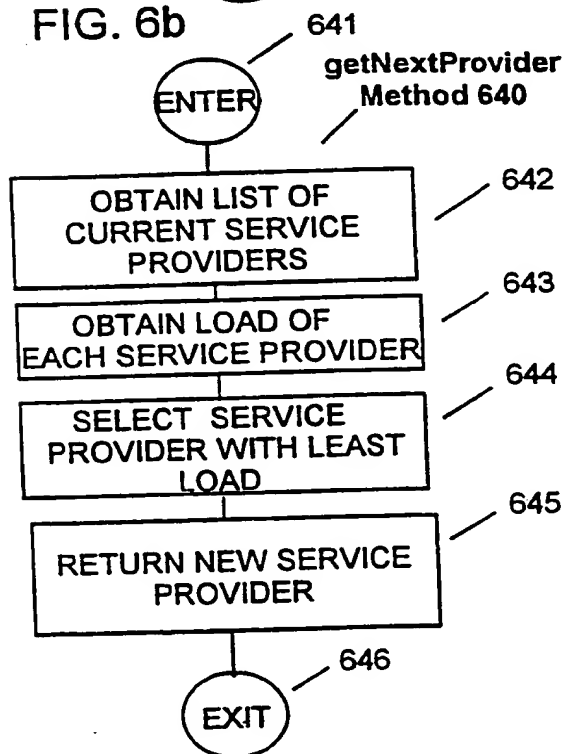 FIG. 6b
641
getNextProvider
Method 640
ENTER
642
OBTAIN LIST OF
CURRENT SERVICE
PROVIDERS
643
OBTAIN LOAD OF
EACH SERVICE PROVIDER
644
SELECT SERVICE
PROVIDER WITH LEAST
LOAD
645
RETURN NEW SERVICE
PROVIDER
646
EXIT